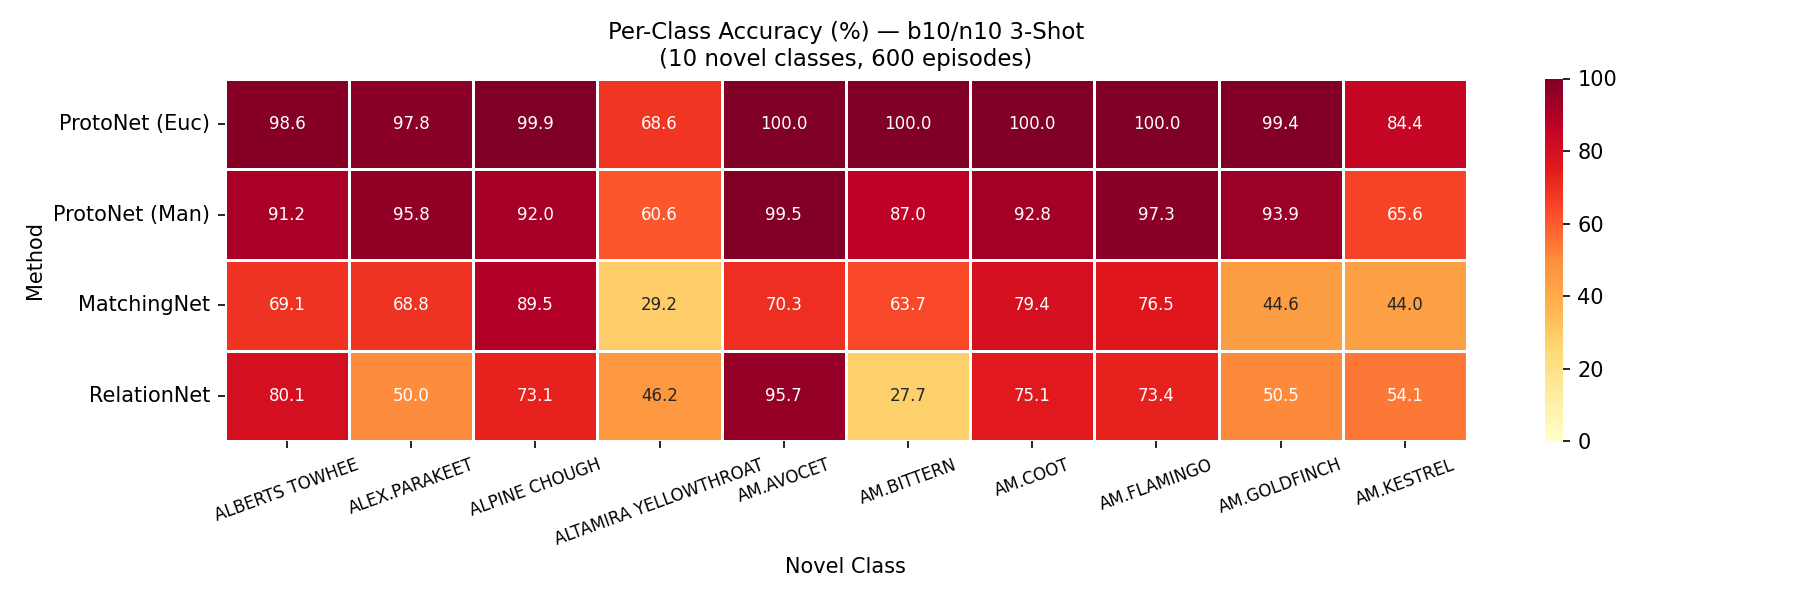 Per-Class Accuracy (%) — b10/n10 3-Shot
(10 novel classes, 600 episodes)
Method
ProtoNet (Euc) 98.6 97.8 99.9 68.6 100.0 100.0 100.0 100.0 99.4 84.4
ProtoNet (Man) 91.2 95.8 92.0 60.6 99.5 87.0 92.8 97.3 93.9 65.6
MatchingNet 69.1 68.8 89.5 29.2 70.3 63.7 79.4 76.5 44.6 44.0
RelationNet 80.1 50.0 73.1 46.2 95.7 27.7 75.1 73.4 50.5 54.1
ALBERTS TOWHEE
ALEX.PARAKEET
ALPINE CHOUGH
ALTAMIRA YELLOWTHROAT
AM.AVOCET
AM.BITTERN
AM.COOT
AM.FLAMINGO
AM.GOLDFINCH
AM.KESTREL
Novel Class
100
80
60
40
20
0